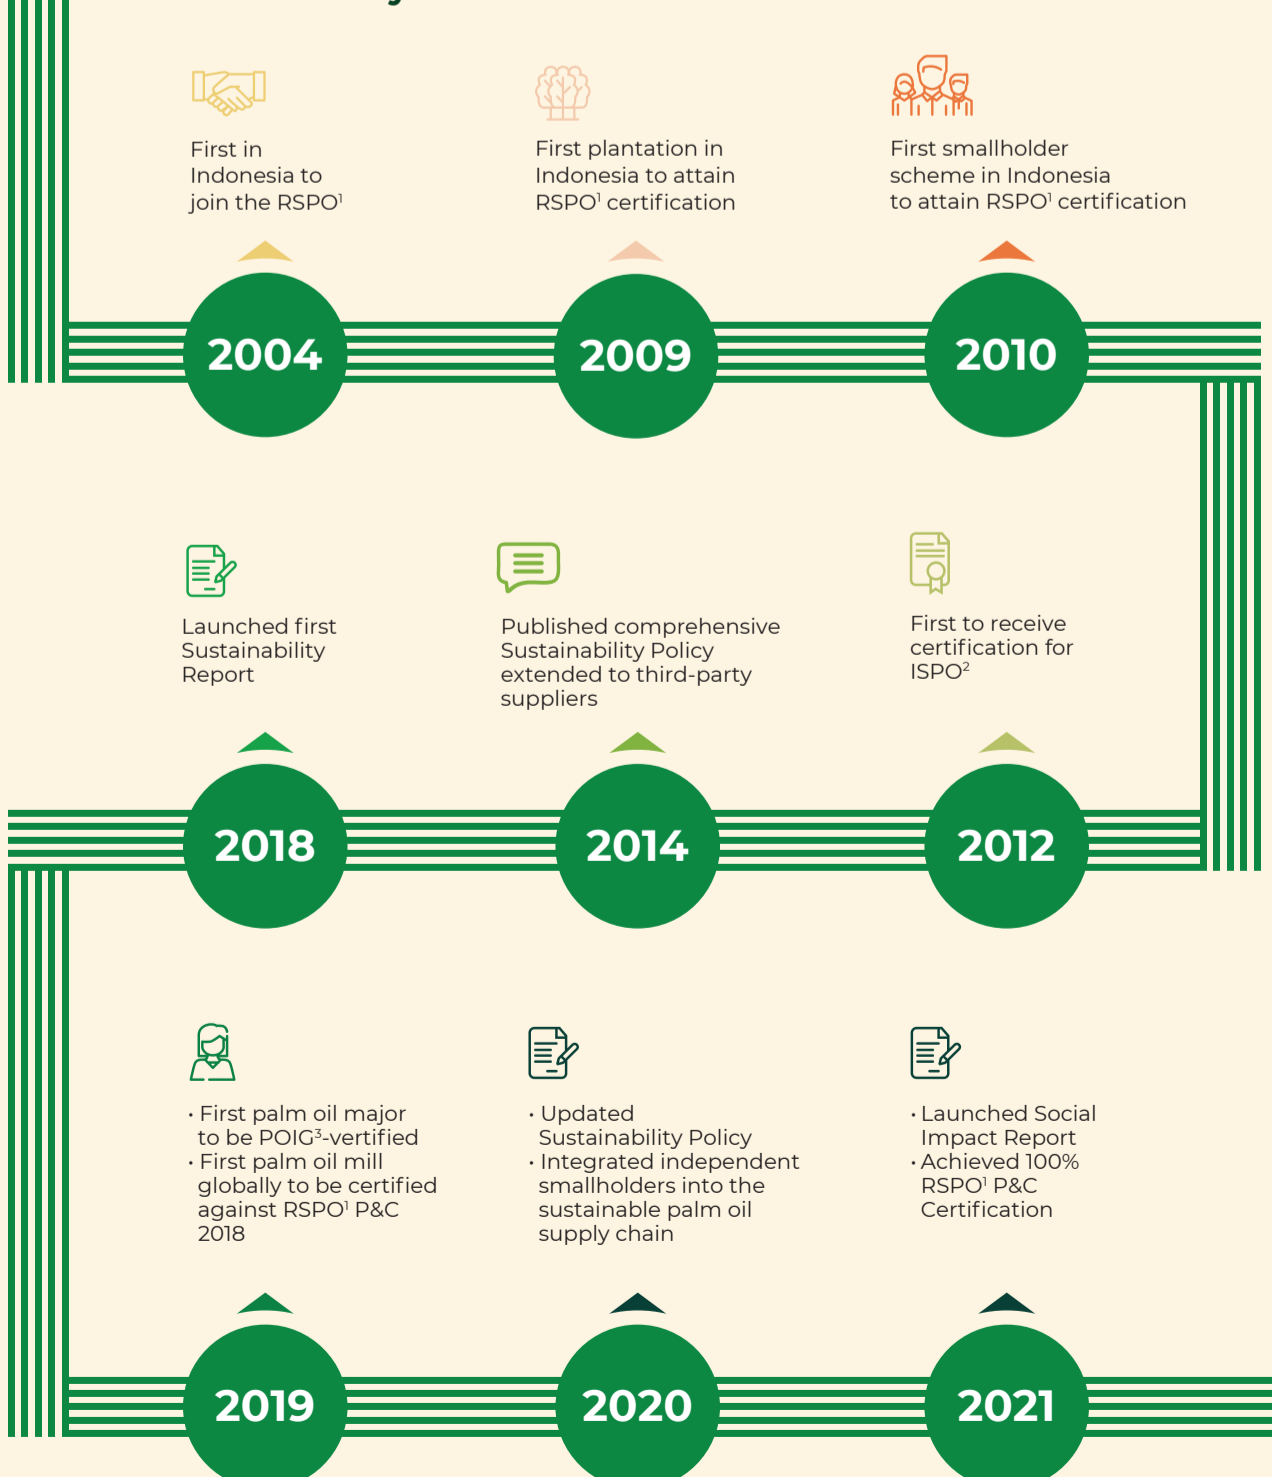 First in
Indonesia to
join the RSPO¹
First plantation in
Indonesia to attain
RSPO¹ certification
First smallholder
scheme in Indonesia
to attain RSPO¹ certification
2004
2009
2010
Launched first
Sustainability
Report
Published comprehensive
Sustainability Policy
extended to third-party
suppliers
First to receive
certification for
ISPO²
2018
2014
2012
• First palm oil major
to be POIG³-vertified
• First palm oil mill
globally to be certified
against RSPO¹ P&C
2018
• Updated
Sustainability Policy
• Integrated independent
smallholders into the
sustainable palm oil
supply chain
• Launched Social
Impact Report
• Achieved 100%
RSPO¹ P&C
Certification
2019
2020
2021